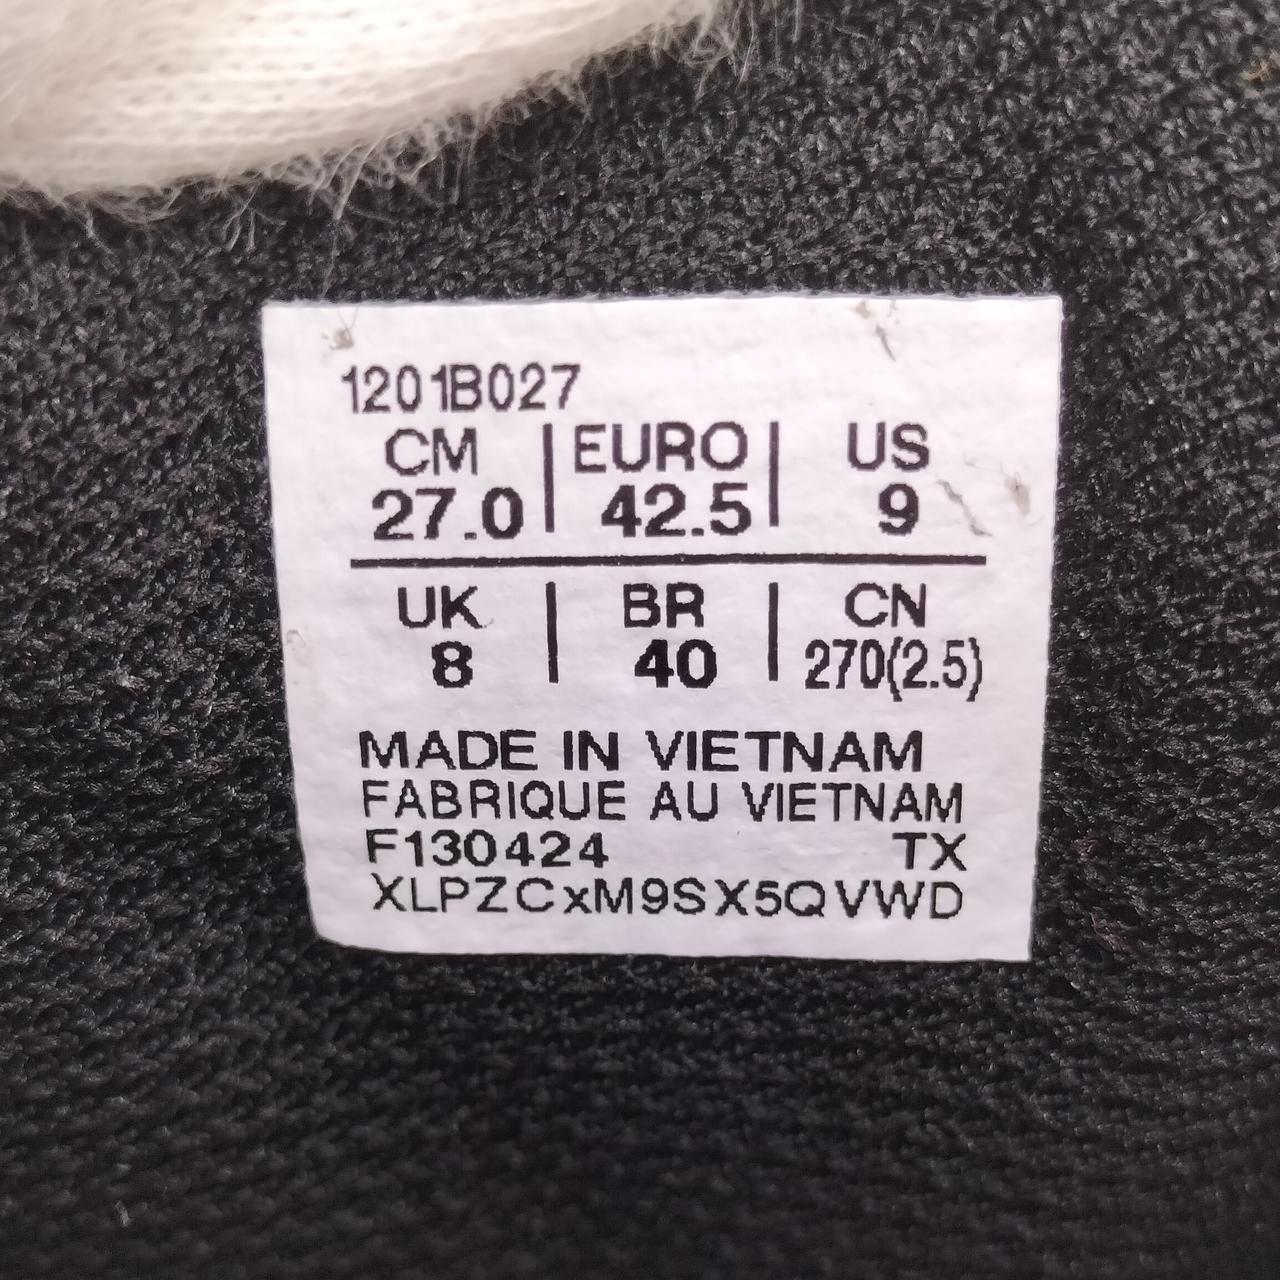 1201B027
CM | EURO | US
27.0 | 42.5 | 9
UK | BR | CN
8 | 40 | 270(2.5)
MADE IN VIETNAM
FABRIQUE AU VIETNAM
F130424 TX
XLPZCxM9SX5QVWD